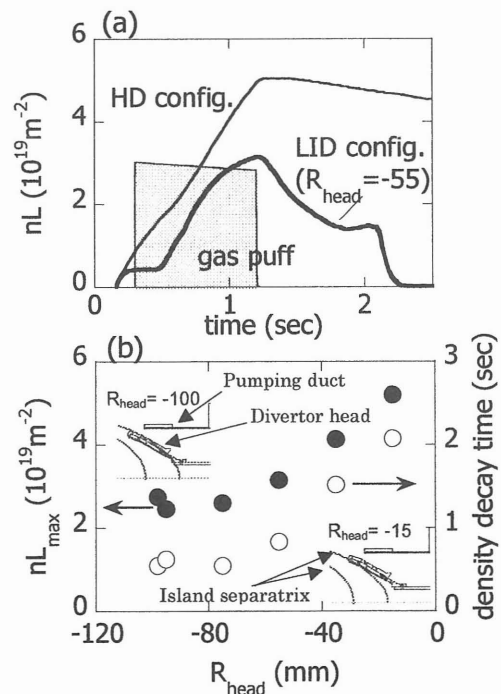 (a)
6
4
2
0
nL (10^19 m^-2)
HD config.
LID config.
(R_head =-55)
gas puff
0
1
2
time (sec)
(b)
6
4
2
0
nL_max (10^19 m^-2)
3
2
1
0
density decay time (sec)
R_head = -100
Pumping duct
Divertor head
R_head = -15
Island separatrix
-120
-80
-40
0
R_head (mm)